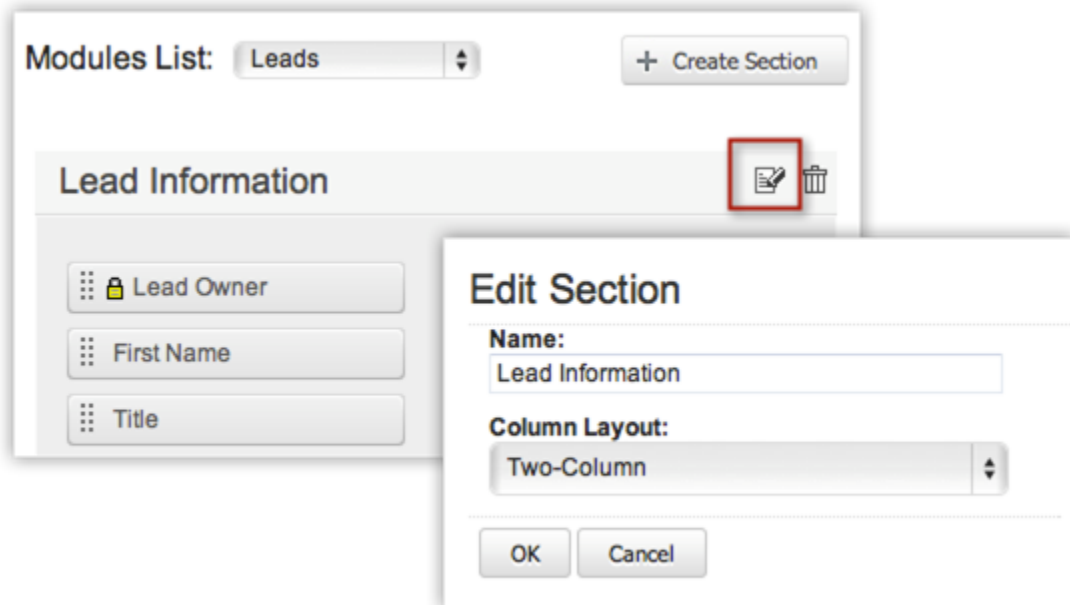 Modules List: Leads + Create Section
Lead Information
Lead Owner
First Name
Title
Edit Section
Name:
Lead Information
Column Layout:
Two-Column
OK Cancel